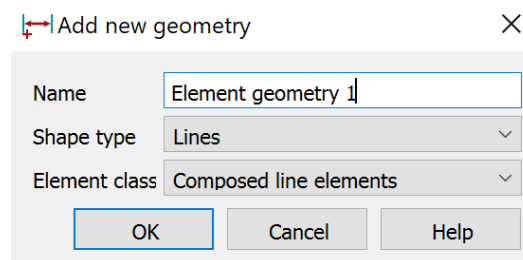 Add new geometry
Name Element geometry 1
Shape type Lines
Element class Composed line elements
OK Cancel Help